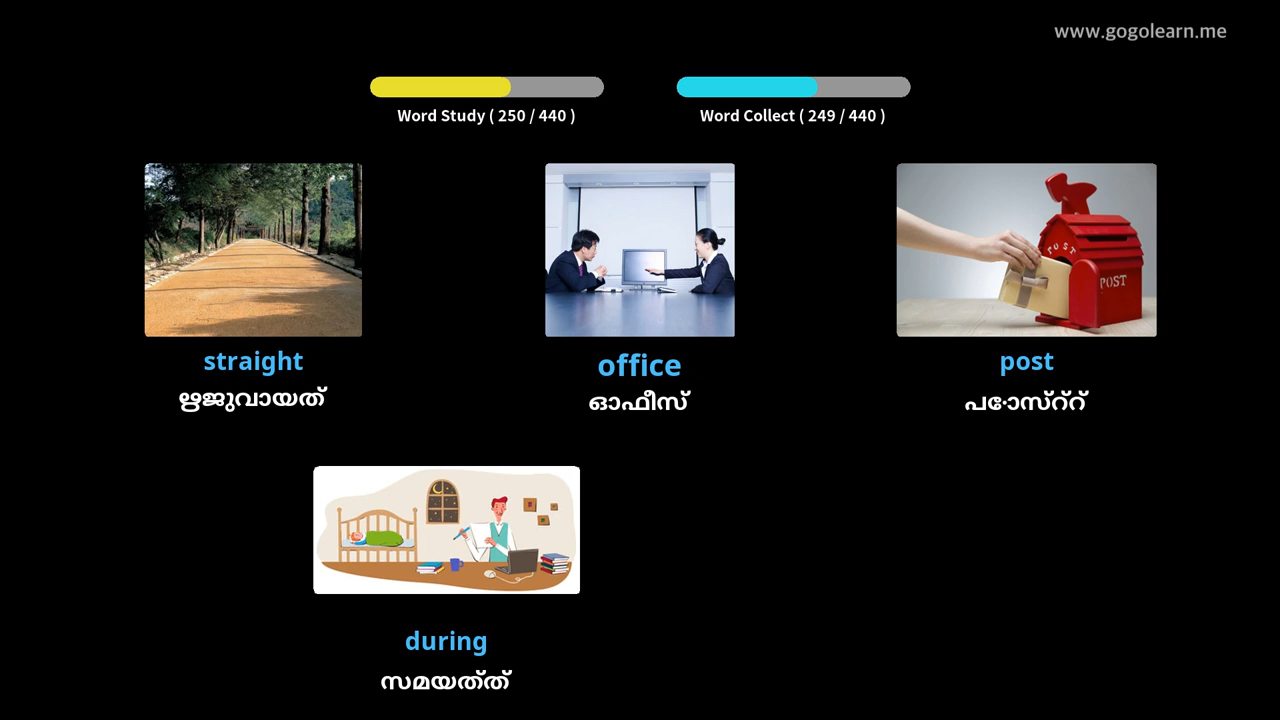 www.gogolearn.me
Word Study ( 250 / 440 )
Word Collect ( 249 / 440 )
POST
POST
straight
ഋജുവായത്
office
ഓഫീസ്
post
പോസ്റ്റ്
during
സമയത്ത്